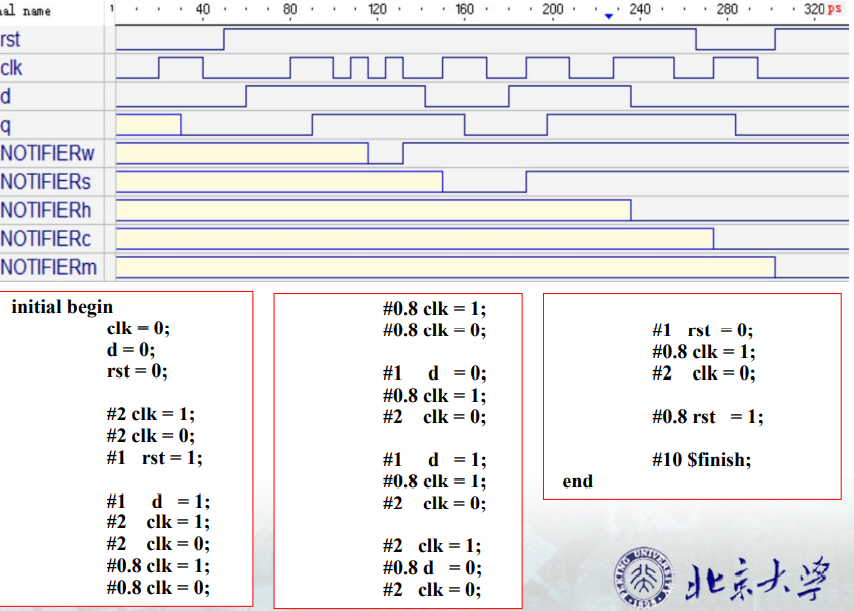 nal name
1 40 80 120 160 200 240 280 320 ps
rst
clk
d
q
NOTIFIERw
NOTIFIERs
NOTIFIERh
NOTIFIERc
NOTIFIERm
initial begin
clk = 0;
d = 0;
rst = 0;
#2 clk = 1;
#2 clk = 0;
#1 rst = 1;
#1 d = 1;
#2 clk = 1;
#2 clk = 0;
#0.8 clk = 1;
#0.8 clk = 0;
#0.8 clk = 1;
#0.8 clk = 0;
#1 d = 0;
#0.8 clk = 1;
#2 clk = 0;
#1 d = 1;
#0.8 clk = 1;
#2 clk = 0;
#2 clk = 1;
#0.8 d = 0;
#2 clk = 0;
#1 rst = 0;
#0.8 clk = 1;
#2 clk = 0;
#0.8 rst = 1;
#10 $finish;
end
PEKING UNIVERSITY
1898
北京大学